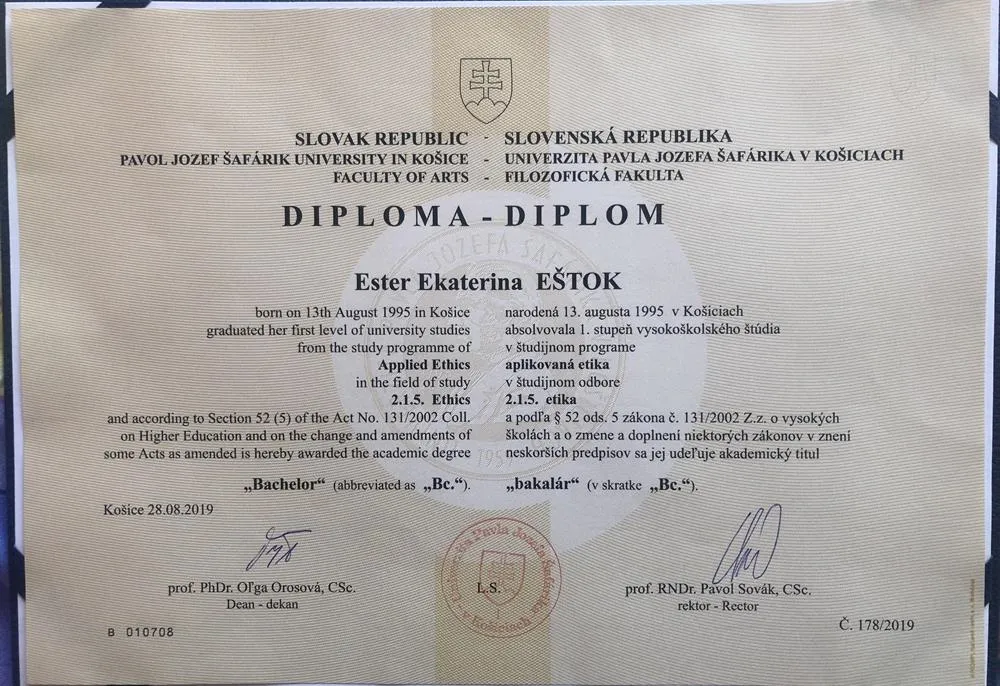 SLOVAK REPUBLIC - SLOVENSKÁ REPUBLIKA
PAVOL JOZEF ŠAFÁRIK UNIVERSITY IN KOŠICE - UNIVERZITA PAVLA JOZEFA ŠAFÁRIKA V KOŠICIACH
FACULTY OF ARTS - FILOZOFICKÁ FAKULTA
DIPLOMA - DIPLOM
Ester Ekaterina EŠTOK
born on 13th August 1995 in Košice
graduated her first level of university studies
from the study programme of
Applied Ethics
in the field of study
2.1.5. Ethics
and according to Section 52 (5) of the Act No. 131/2002 Coll.
on Higher Education and on the change and amendments of
some Acts as amended is hereby awarded the academic degree
„Bachelor“ (abbreviated as „Bc.“).
narodená 13. augusta 1995 v Košiciach
absolvovala 1. stupeň vysokoškolského štúdia
v študijnom programe
aplikovaná etika
v študijnom odbore
2.1.5. etika
a podľa § 52 ods. 5 zákona č. 131/2002 Z.z. o vysokých
školách a o zmene a doplnení niektorých zákonov v znení
neskorších predpisov sa jej udeľuje akademický titul
„bakalár“ (v skratke „Bc.“).
Košice 28.08.2019
prof. PhDr. Oľga Orosová, CSc.
Dean - dekan
L.S.
Univerzita Pavla Jozefa Šafárika v Košiciach
prof. RNDr. Pavol Sovák, CSc.
rektor - Rector
B 010708
Č. 178/2019